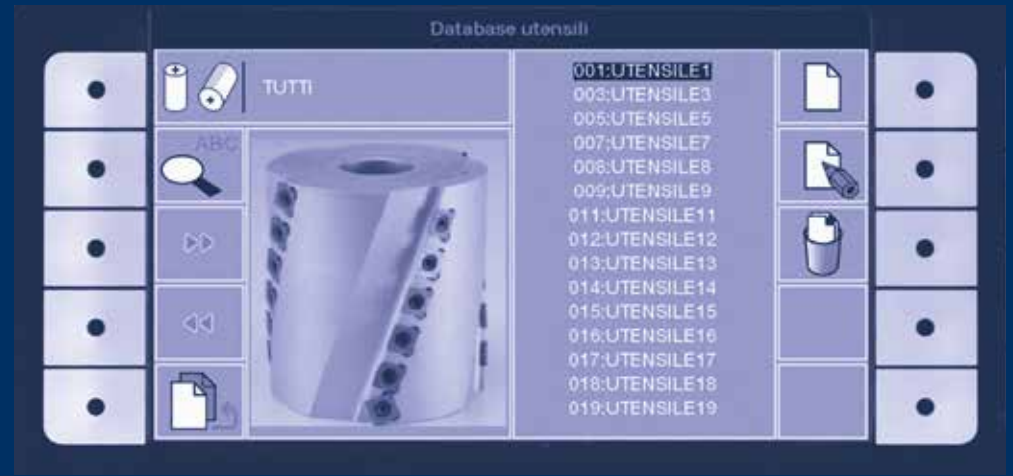 Database utensili
TUTTI
ABC
001:UTENSILE1
003:UTENSILE3
005:UTENSILE5
007:UTENSILE7
008:UTENSILE8
009:UTENSILE9
011:UTENSILE11
012:UTENSILE12
013:UTENSILE13
014:UTENSILE14
015:UTENSILE15
016:UTENSILE16
017:UTENSILE17
018:UTENSILE18
019:UTENSILE19